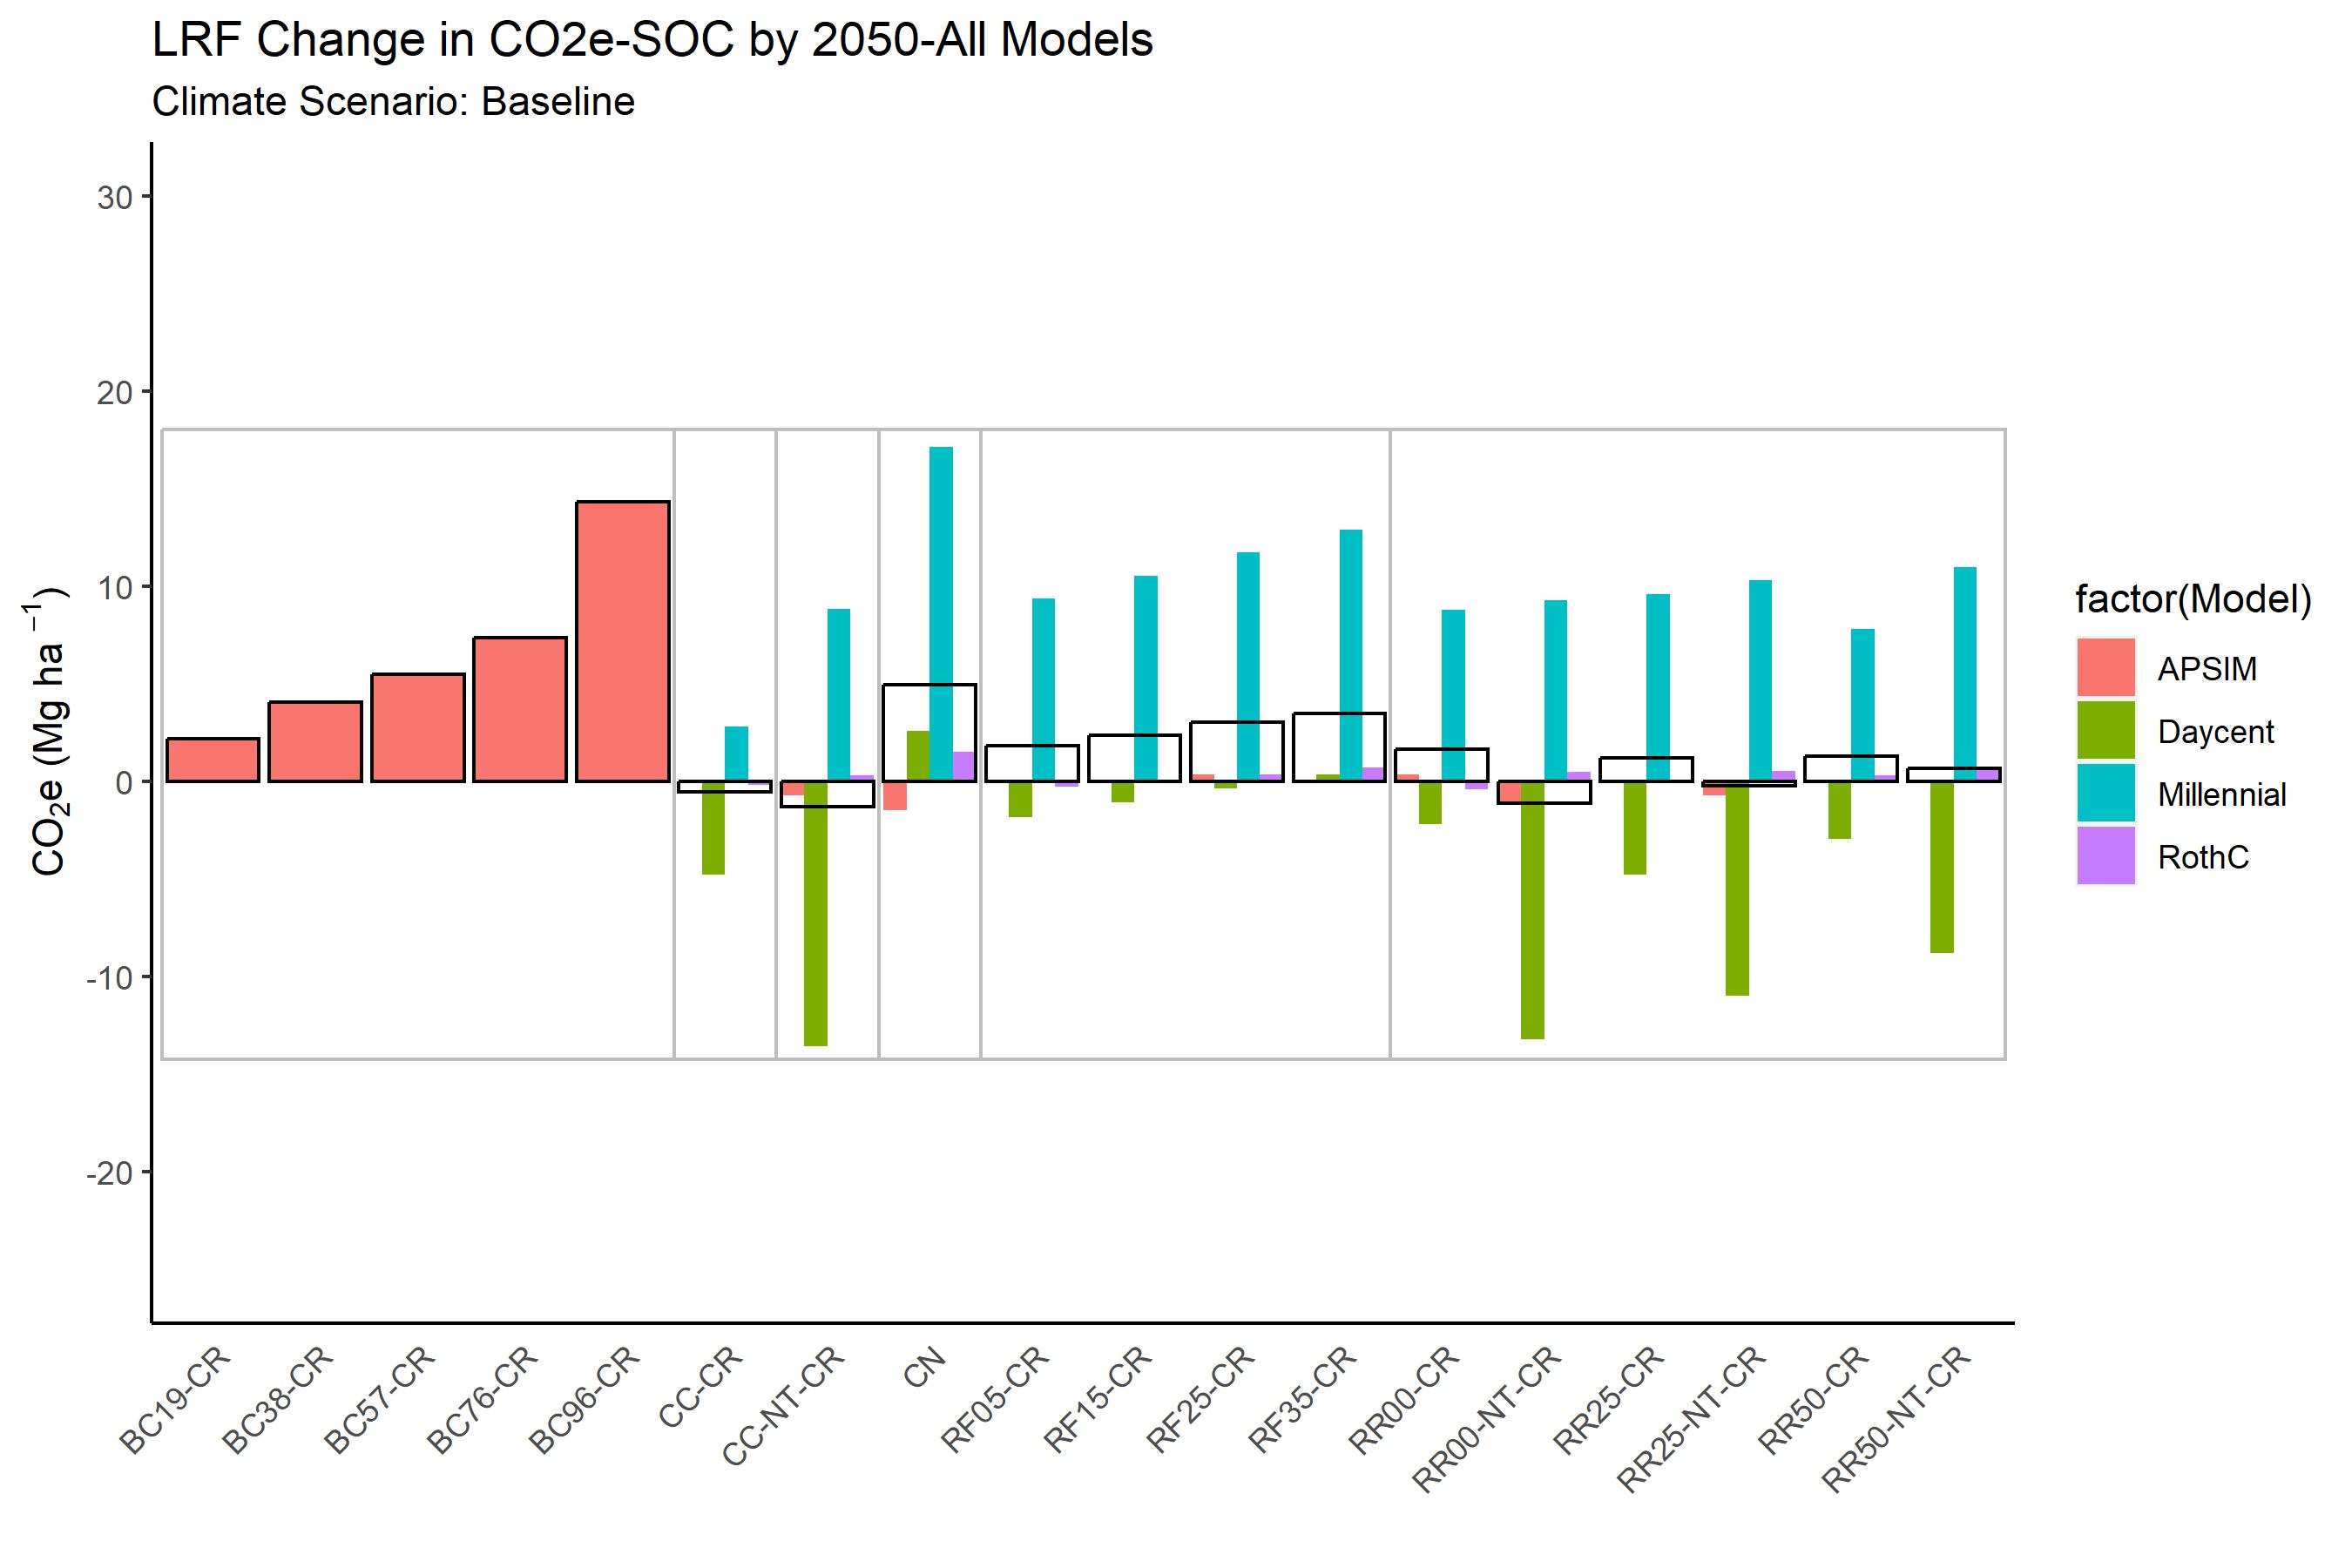 LRF Change in CO2e-SOC by 2050-All Models
Climate Scenario: Baseline
CO₂e (Mg ha ⁻¹)
30
20
10
0
-10
-20
BC19-CR
BC38-CR
BC57-CR
BC76-CR
BC96-CR
CC-CR
CC-NT-CR
CN
RF05-CR
RF15-CR
RF25-CR
RF35-CR
RR00-CR
RR00-NT-CR
RR25-CR
RR25-NT-CR
RR50-CR
RR50-NT-CR
factor(Model)
APSIM
Daycent
Millennial
RothC